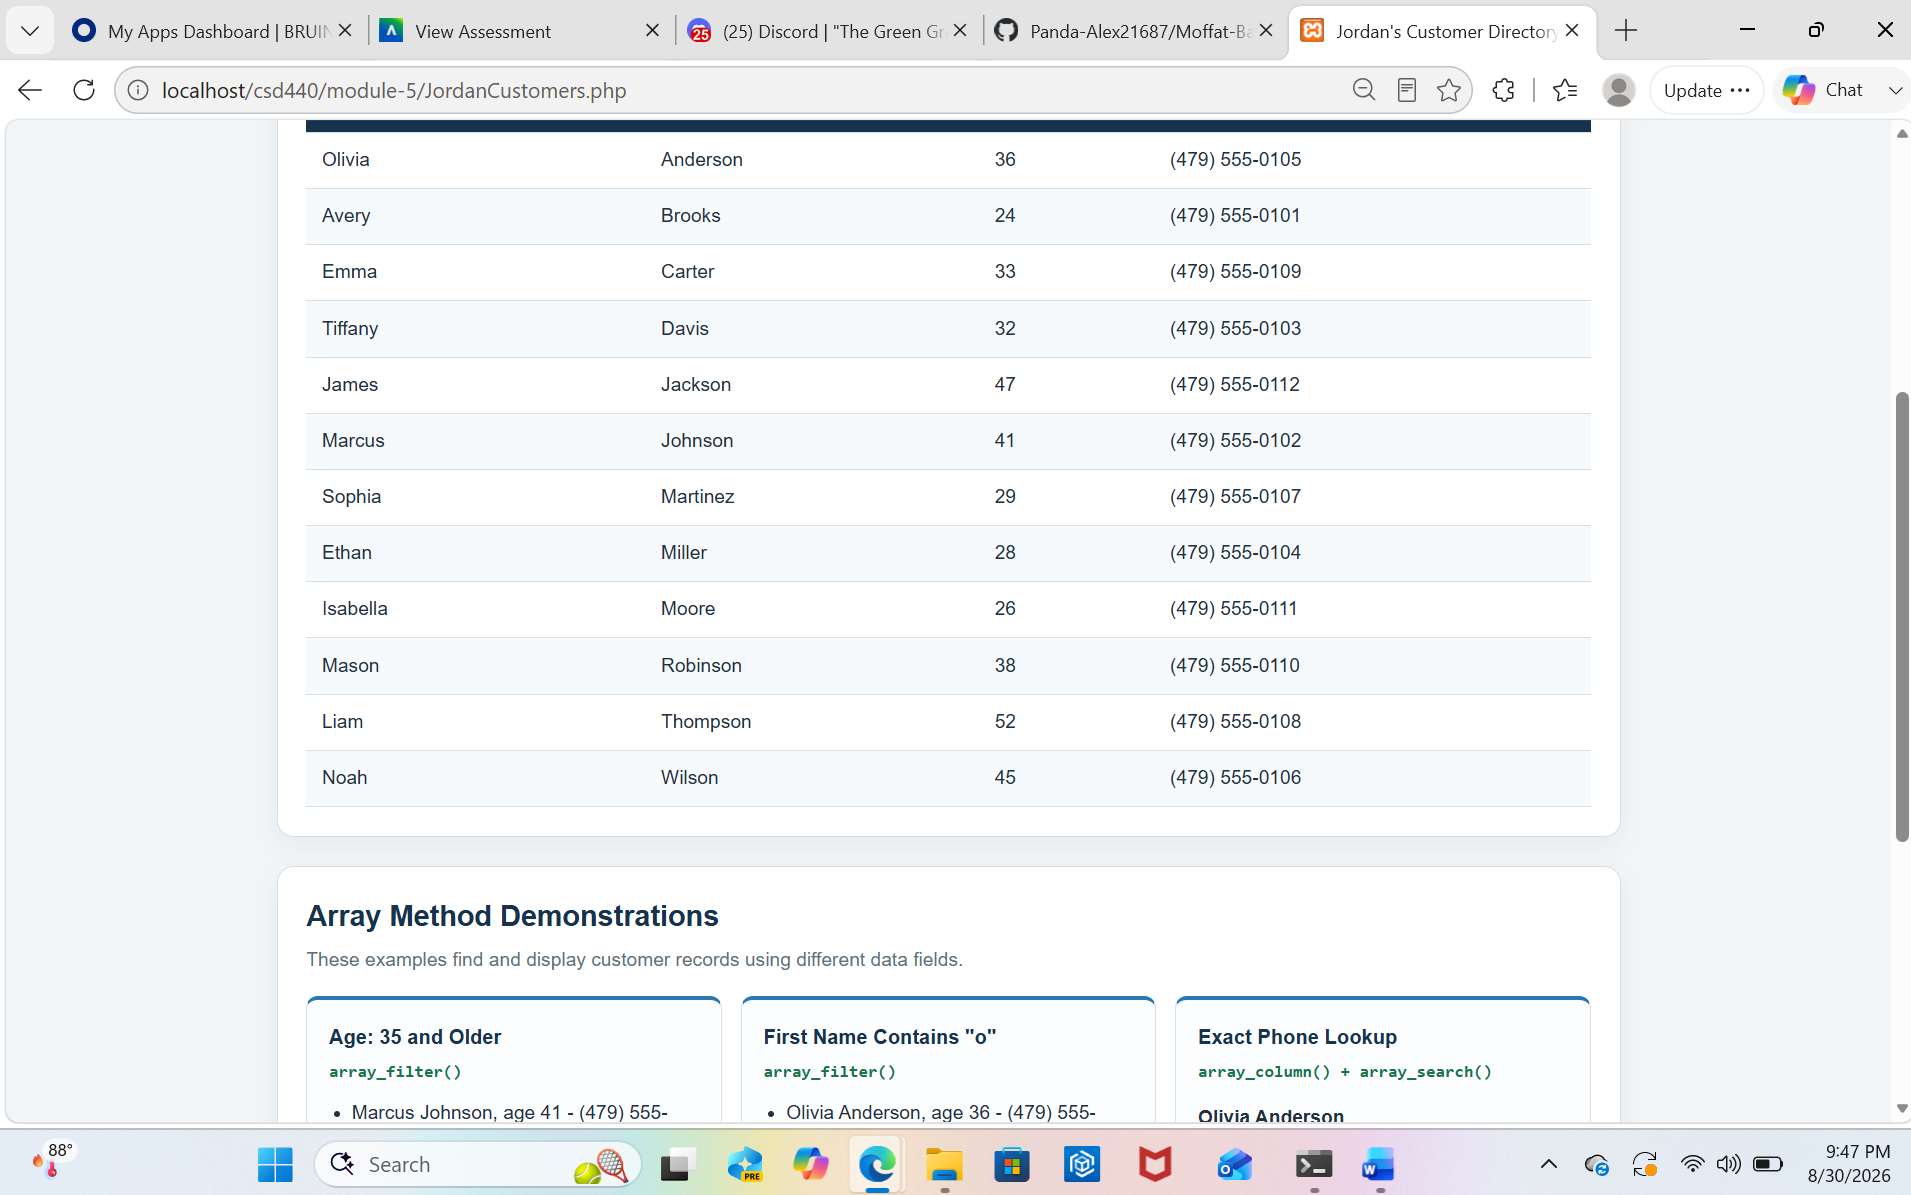 My Apps Dashboard | BRUIN
View Assessment
25
(25) Discord | "The Green Gr
Panda-Alex21687/Moffat-Ba
Jordan's Customer Directory
localhost/csd440/module-5/JordanCustomers.php
Update
Chat
Olivia Anderson 36 (479) 555-0105
Avery Brooks 24 (479) 555-0101
Emma Carter 33 (479) 555-0109
Tiffany Davis 32 (479) 555-0103
James Jackson 47 (479) 555-0112
Marcus Johnson 41 (479) 555-0102
Sophia Martinez 29 (479) 555-0107
Ethan Miller 28 (479) 555-0104
Isabella Moore 26 (479) 555-0111
Mason Robinson 38 (479) 555-0110
Liam Thompson 52 (479) 555-0108
Noah Wilson 45 (479) 555-0106
Array Method Demonstrations
These examples find and display customer records using different data fields.
Age: 35 and Older
array_filter()
• Marcus Johnson, age 41 - (479) 555-
First Name Contains "o"
array_filter()
• Olivia Anderson, age 36 - (479) 555-
Exact Phone Lookup
array_column() + array_search()
Olivia Anderson
88°
Search
PRE
9:47 PM
8/30/2026